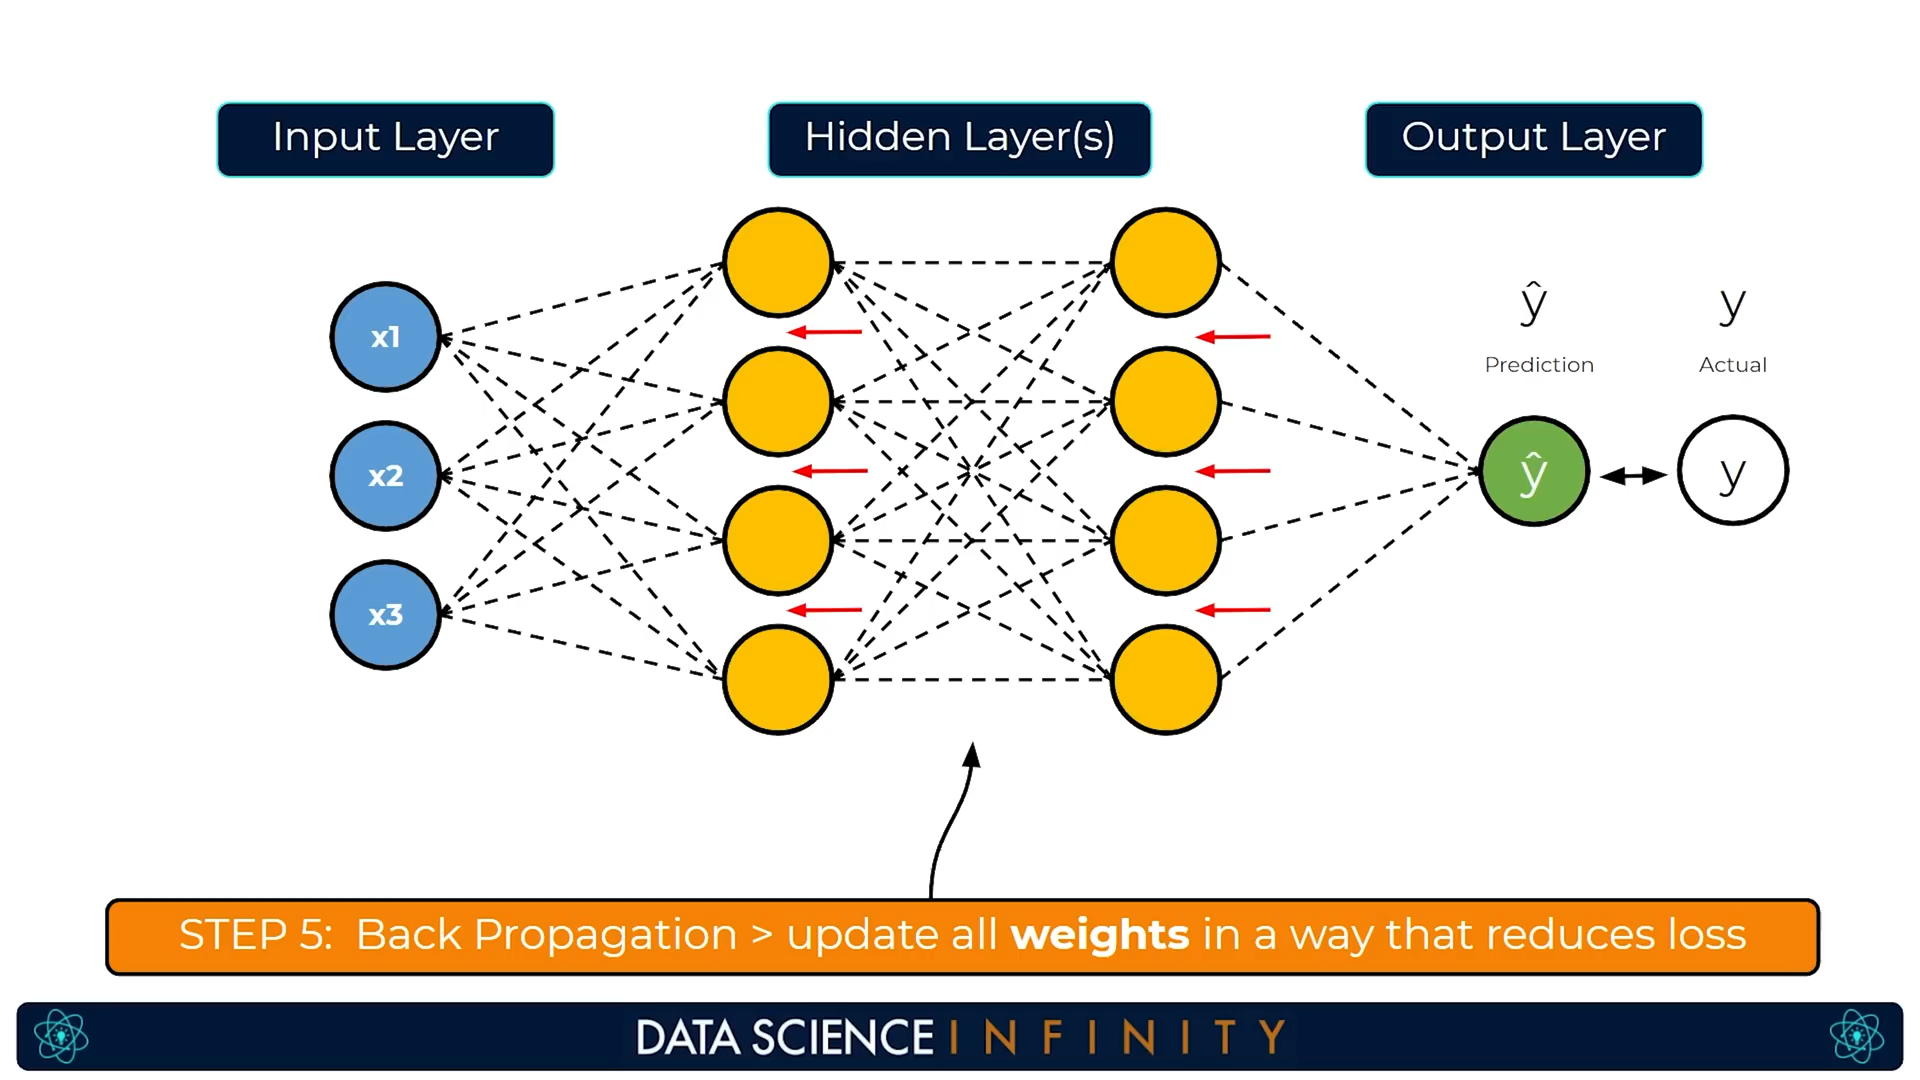 Input Layer
Hidden Layer(s)
Output Layer
ŷ
y
Prediction
Actual
x1
x2
x3
ŷ
y
STEP 5: Back Propagation > update all weights in a way that reduces loss
DATA SCIENCE INFINITY